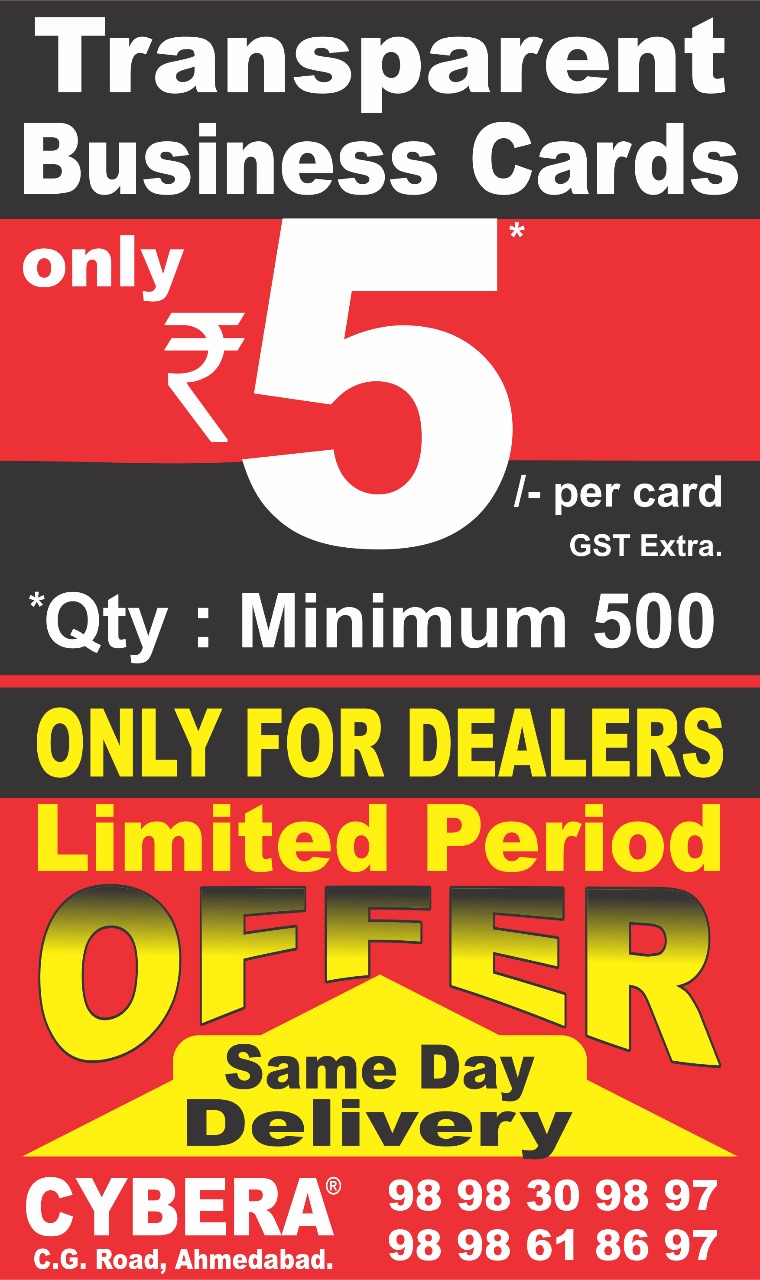 Transparent
Business Cards
only
₹5*
/- per card
GST Extra.
*Qty : Minimum 500
ONLY FOR DEALERS
Limited Period
OFFER
Same Day
Delivery
CYBERA®
C.G. Road, Ahmedabad.
98 98 30 98 97
98 98 61 86 97